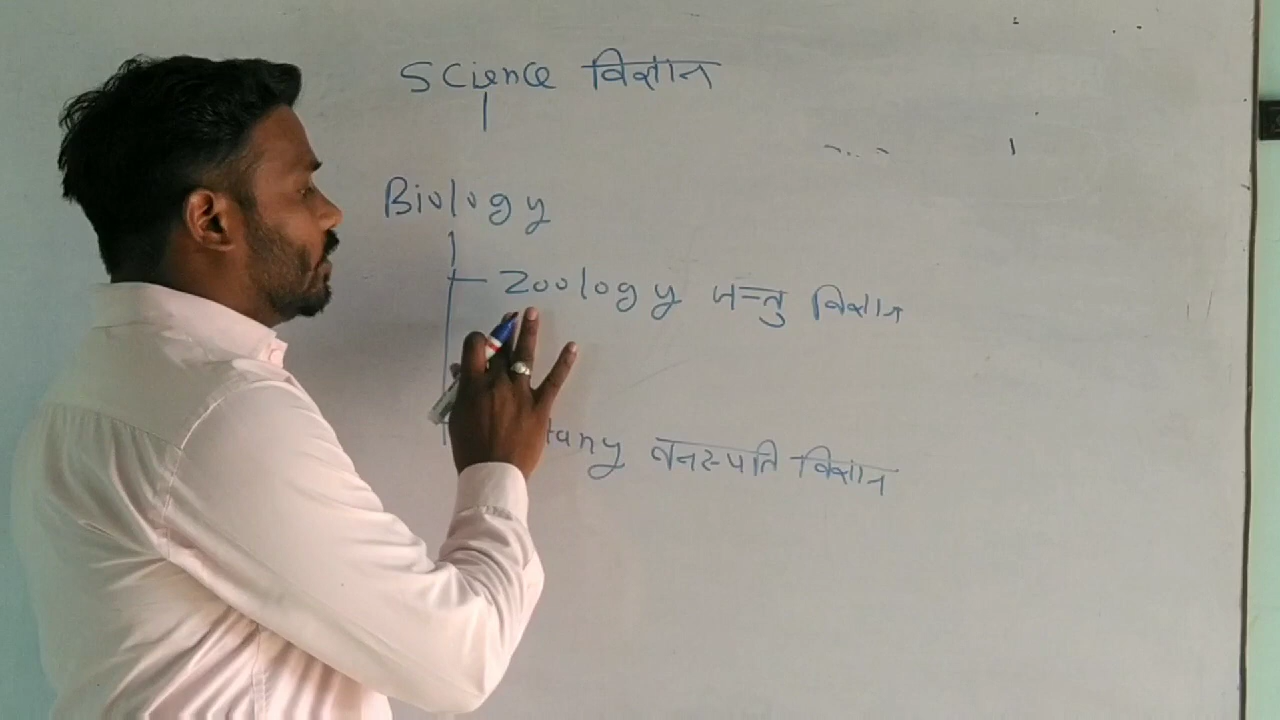 Science विज्ञान
Biology
Zoology जन्तु विज्ञान
tany वनस्पति विज्ञान